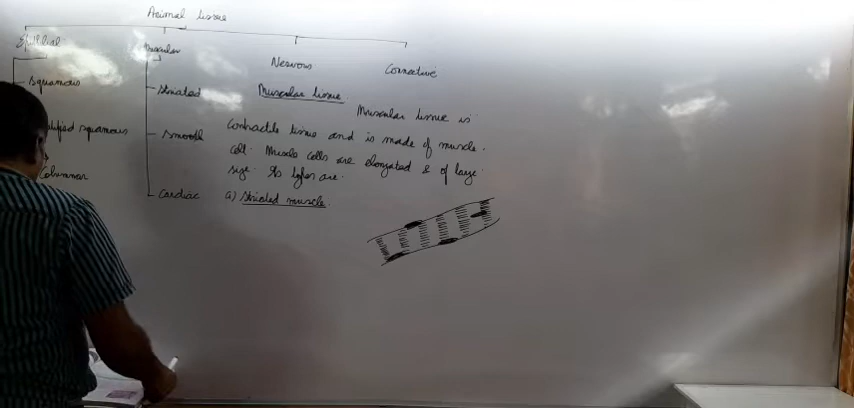 Animal tissue
Epithelial
Muscular
Nervous
Connective
Squamous
Striated
Muscular tissue
Muscular tissue is
squamous
Smooth
Contractile tissue and is made of muscle
cell. Muscle cells are elongated & of large
size. Its types are.
Columnar
Cardiac
a) Striated muscle.